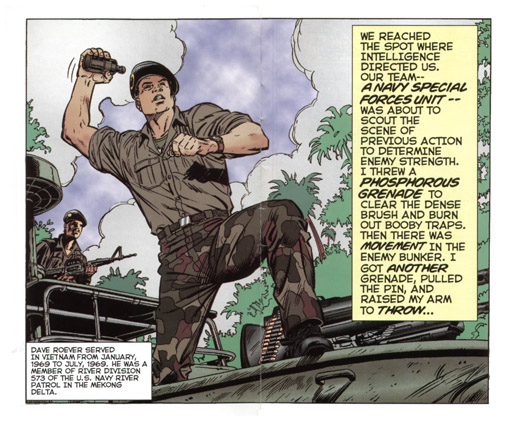 WE REACHED
THE SPOT WHERE
INTELLIGENCE
DIRECTED US.
OUR TEAM--
A NAVY SPECIAL
FORCES UNIT --
WAS ABOUT TO
SCOUT THE
SCENE OF
PREVIOUS ACTION
TO DETERMINE
ENEMY STRENGTH.
I THREW A
PHOSPHOROUS
GRENADE TO
CLEAR THE DENSE
BRUSH AND BURN
OUT BOOBY TRAPS.
THEN THERE WAS
MOVEMENT IN THE
ENEMY BUNKER. I
GOT ANOTHER
GRENADE, PULLED
THE PIN, AND
RAISED MY ARM
TO THROW...
DAVE ROEVER SERVED
IN VIETNAM FROM JANUARY,
1969 TO JULY, 1969. HE WAS A
MEMBER OF RIVER DIVISION
573 OF THE U.S. NAVY RIVER
PATROL IN THE MEKONG
DELTA.